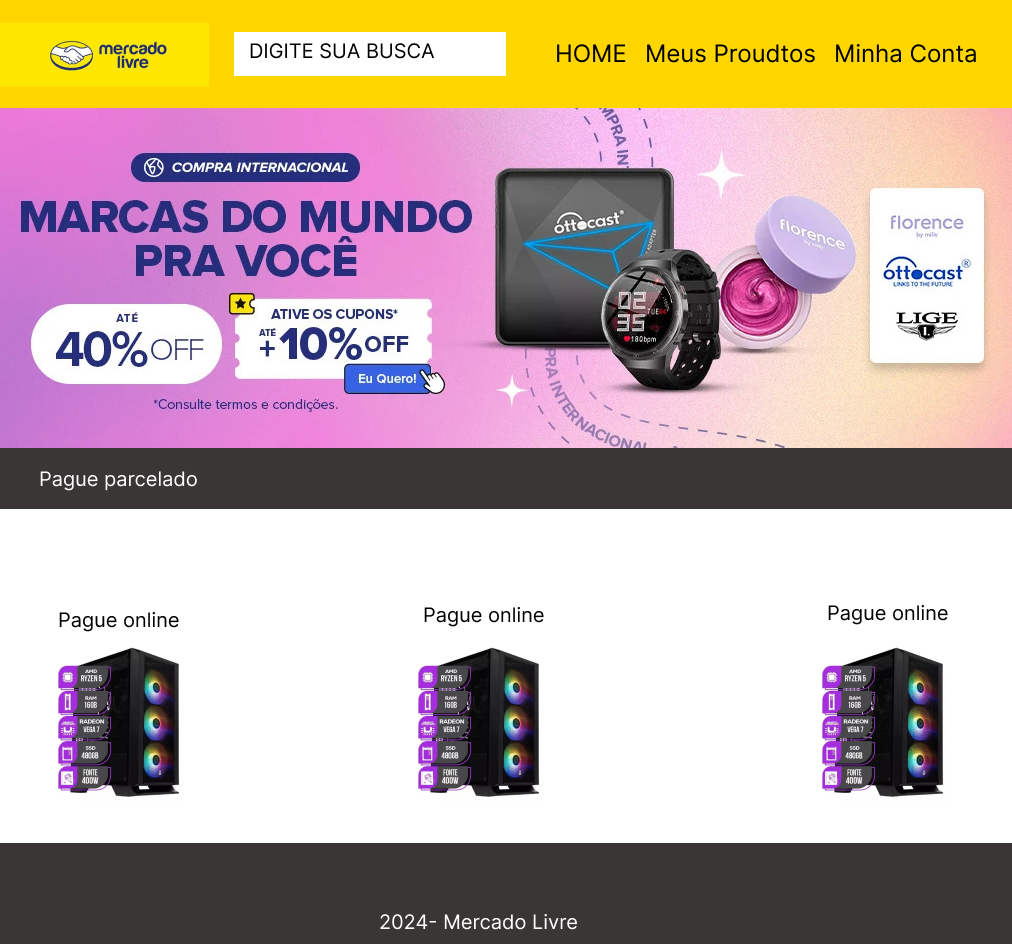 mercado
livre
DIGITE SUA BUSCA
HOME Meus Proudtos Minha Conta
COMPRA INTERNACIONAL
MARCAS DO MUNDO
PRA VOCÊ
ATÉ
40% OFF
ATIVE OS CUPONS*
ATÉ
+10% OFF
Eu Quero!
*Consulte termos e condições.
MPRA IN
ottocast®
ADAPTER
02
35
TUE
180bpm
florence
by mills
PRA INTERNACIONAL
florence
by mills
ottocast®
LINKS TO THE FUTURE
LIGE
L
Pague parcelado
Pague online
AMD
RYZEN 5
RAM
16GB
RADEON
VEGA 7
SSD
480GB
FONTE
400W
Pague online
AMD
RYZEN 5
RAM
16GB
RADEON
VEGA 7
SSD
480GB
FONTE
400W
Pague online
AMD
RYZEN 5
RAM
16GB
RADEON
VEGA 7
SSD
480GB
FONTE
400W
2024- Mercado Livre